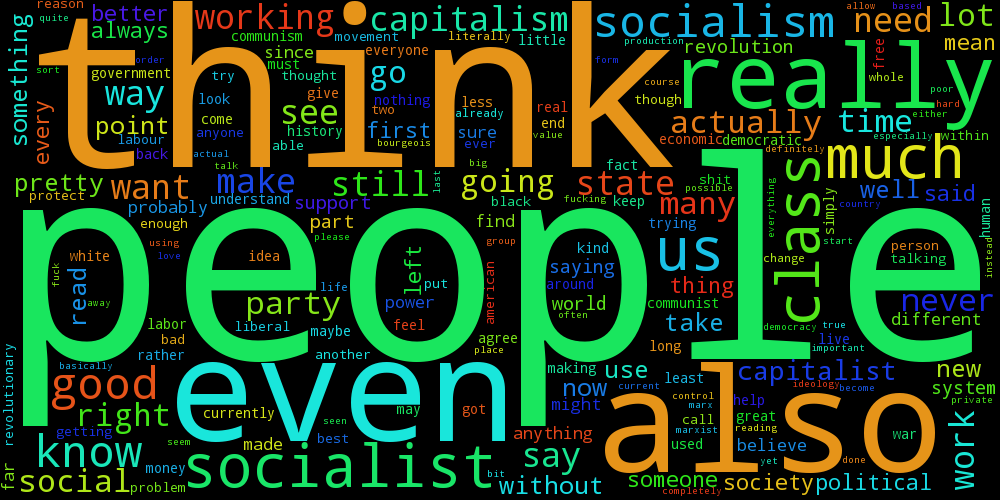 think
people
even
also
really
socialism
capitalism
socialist
class
much
us
good
know
social
capitalist
working
something
reason
quite
better
always
communism
since
must
movement
literally
everyone
little
need
lot
mean
allow
based
free
production
revolution
form
order
sort
government
way
try
look
come
anyone
thought
give
go
nothing
two
less
already
real
end
value
though
course
whole
poor
hard
either
actually
time
economic
democratic
especially
within
definitely
every
point
labour
back
actual
talk
see
history
able
first
bourgeois
sure
ever
big
fact
shit
possible
pretty
protect
want
probably
enough
make
understand
support
still
last
going
black
fucking
state
keep
many
trying
everything
simply
well
said
country
human
instead
using
love
part
please
find
group
kind
saying
around
thing
change
start
person
talking
never
different
white
fuck
read
away
idea
party
life
left
put
power
feel
american
world
often
communist
take
democracy
true
live
important
labor
bad
rather
liberal
maybe
another
agree
place
long
basically
revolutionary
right
getting
far
seem
money
problem
currently
made
seen
best
may
got
bit
say
anything
without
making
use
now
might
current
least
control
marx
marxist
call
used
help
great
reading
believe
yet
someone
completely
society
done
political
ideology
become
war
new
system
private
work